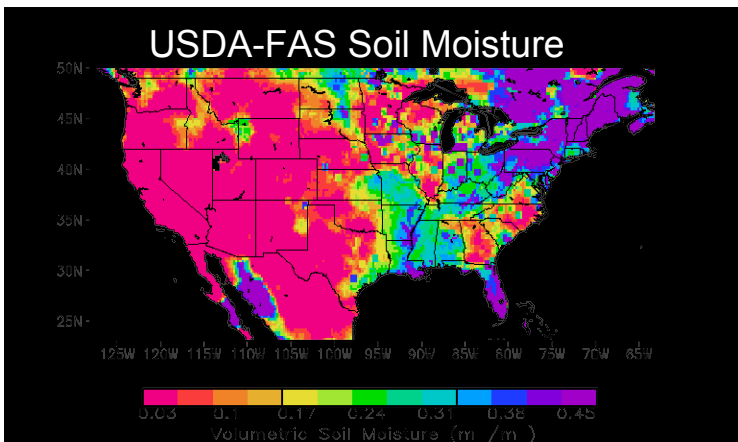 USDA-FAS Soil Moisture
50N
45N
40N
35N
30N
25N
125W 120W 115W 110W 105W 100W 95W 90W 85W 80W 75W 70W 65W
0.03 0.1 0.17 0.24 0.31 0.38 0.45
Volumetric Soil Moisture (m /m )